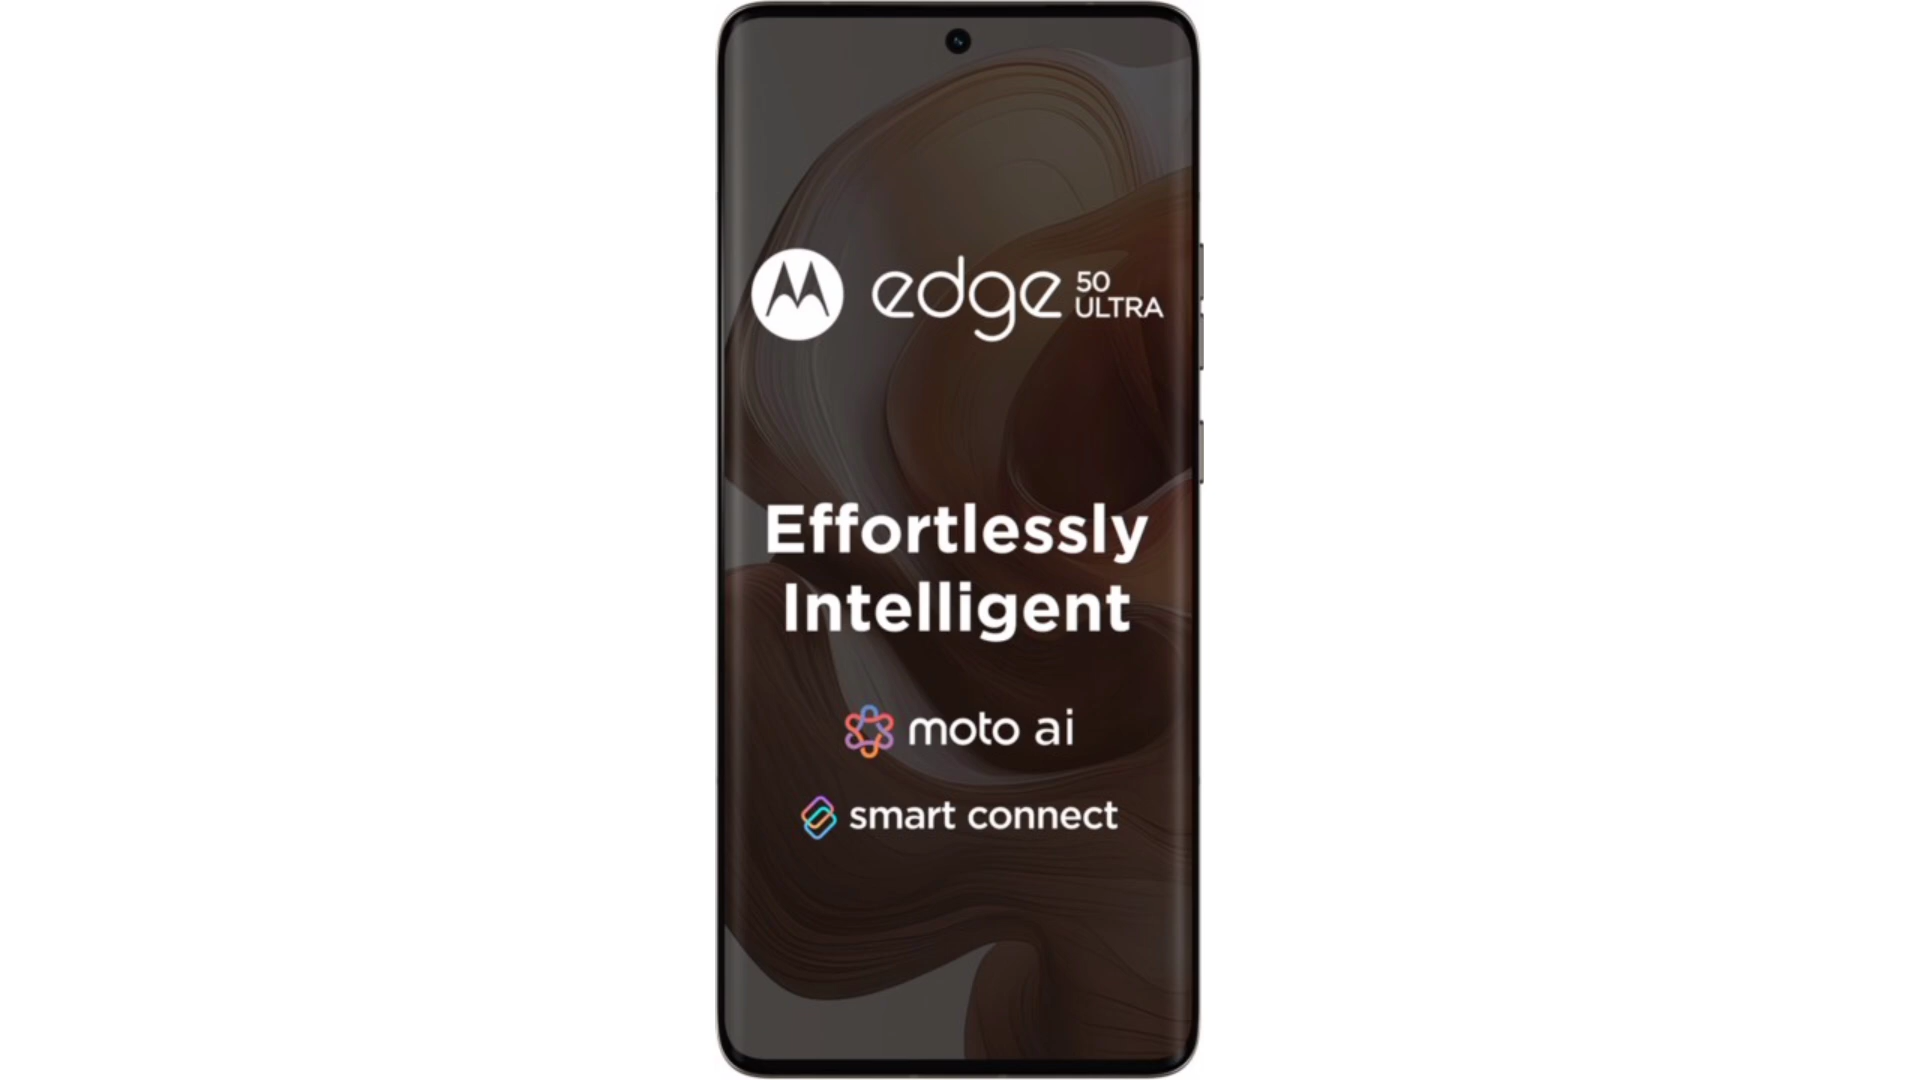 edge 50 ULTRA
Effortlessly
Intelligent
moto ai
smart connect